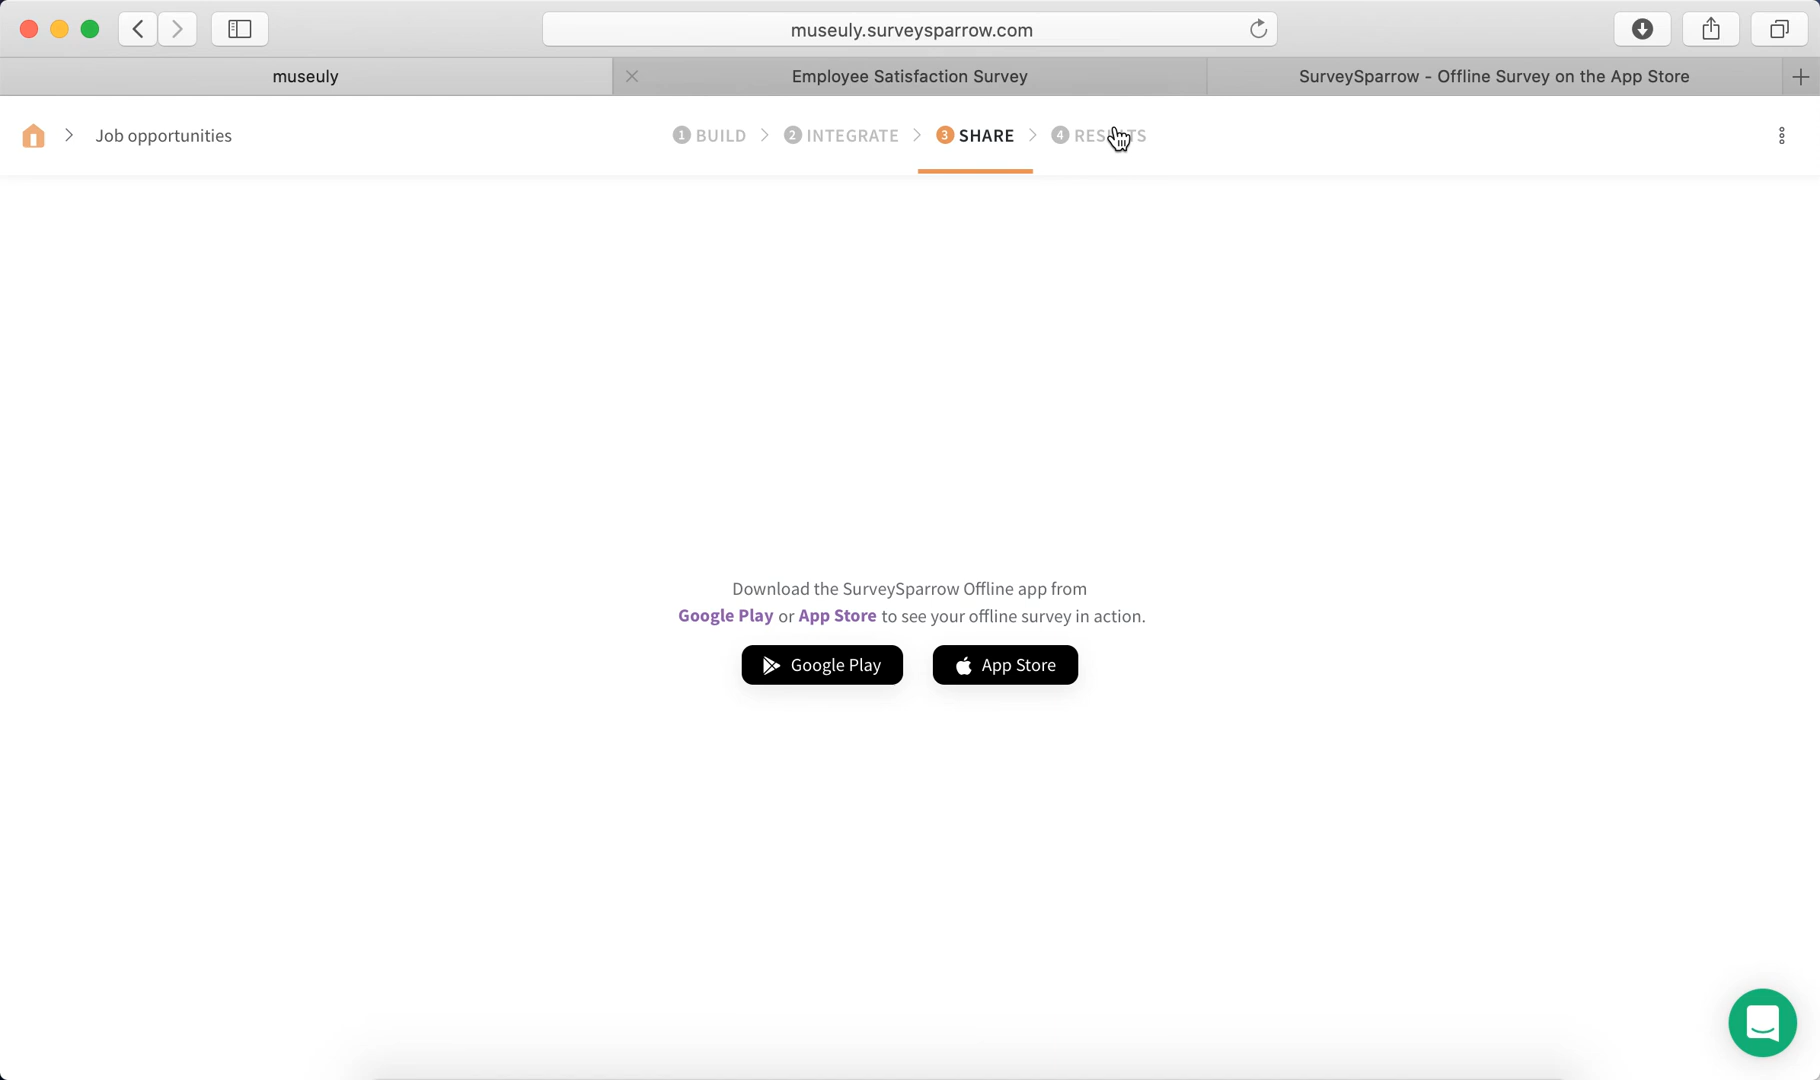 museuly.surveysparrow.com
museuly
Employee Satisfaction Survey
SurveySparrow - Offline Survey on the App Store
Job opportunities
1 BUILD
2 INTEGRATE
3 SHARE
4 RESULTS
Download the SurveySparrow Offline app from
Google Play or App Store to see your offline survey in action.
Google Play
App Store